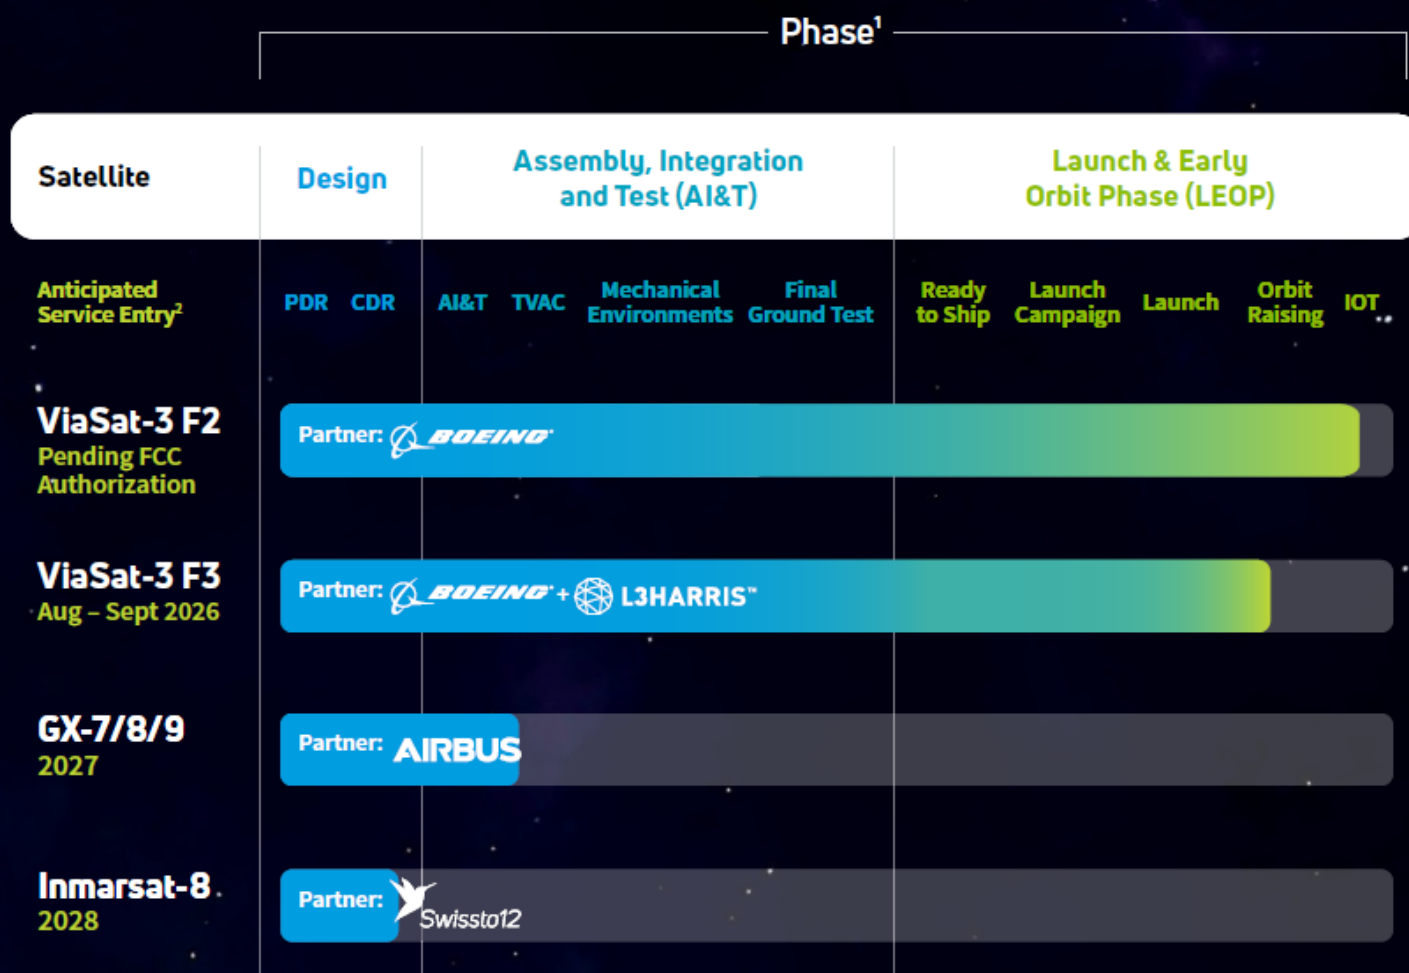 Phase¹
Satellite
Design
Assembly, Integration
and Test (AI&T)
Launch & Early
Orbit Phase (LEOP)
Anticipated
Service Entry²
PDR
CDR
AI&T
TVAC
Mechanical
Environments
Final
Ground Test
Ready
to Ship
Launch
Campaign
Launch
Orbit
Raising
IOT
ViaSat-3 F2
Pending FCC
Authorization
Partner: BOEING®
ViaSat-3 F3
Aug – Sept 2026
Partner: BOEING® + L3HARRIS™
GX-7/8/9
2027
Partner: AIRBUS
Inmarsat-8
2028
Partner: Swissto12